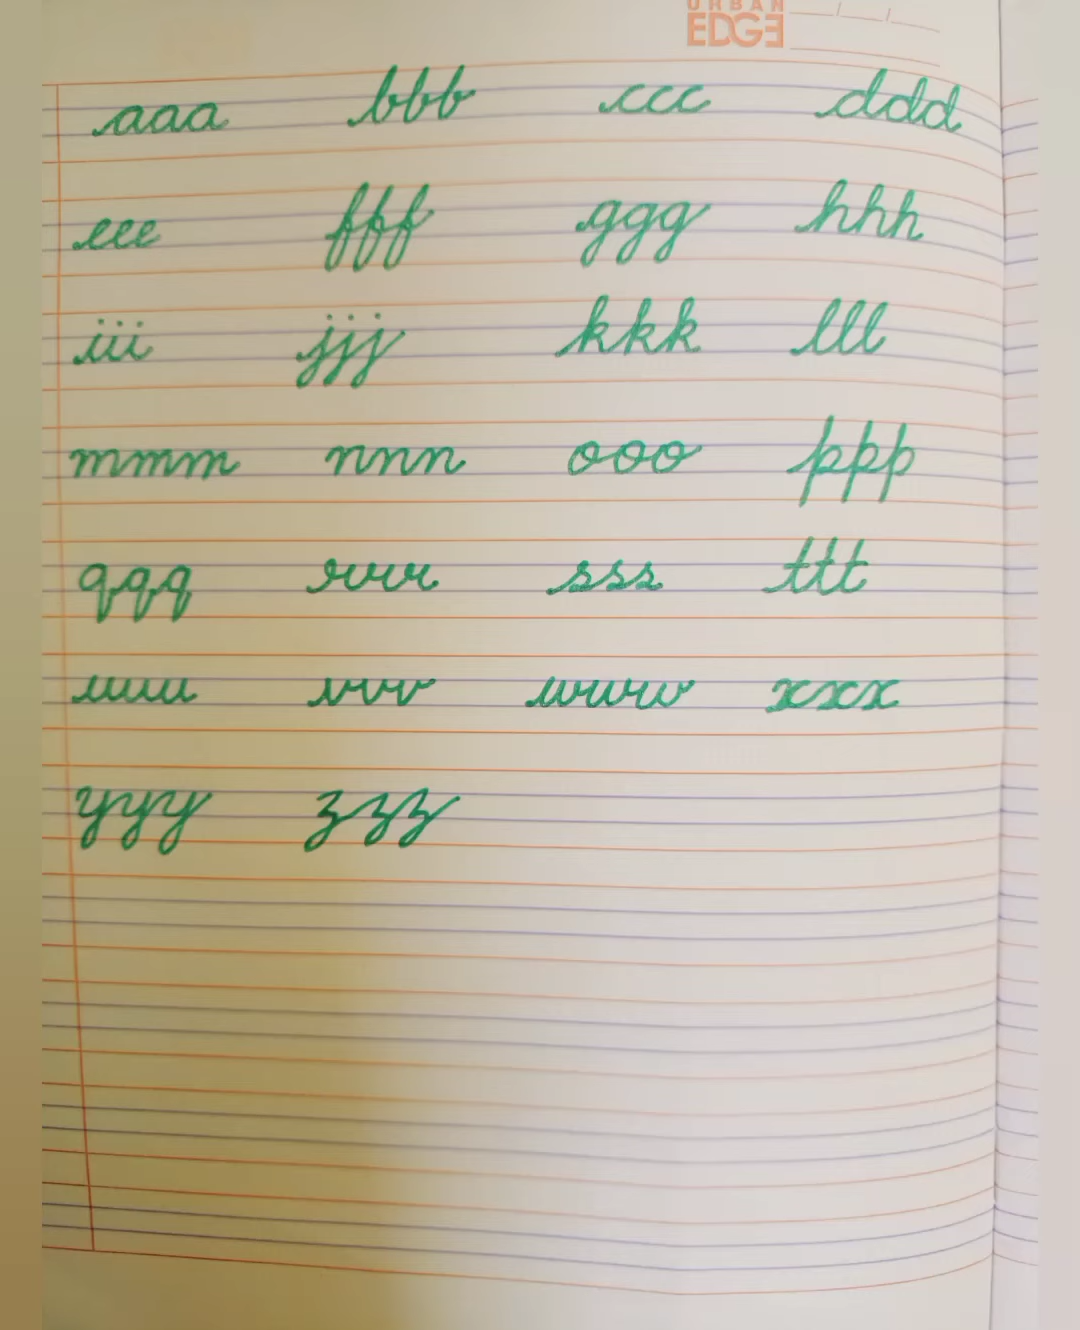 URBAN
EDGE
aaa bbb ccc ddd
eee fff ggg hhh
iii jjj kkk lll
mmm nnn ooo ppp
qqq rrr sss ttt
uuu vvv www xxx
yyy zzz